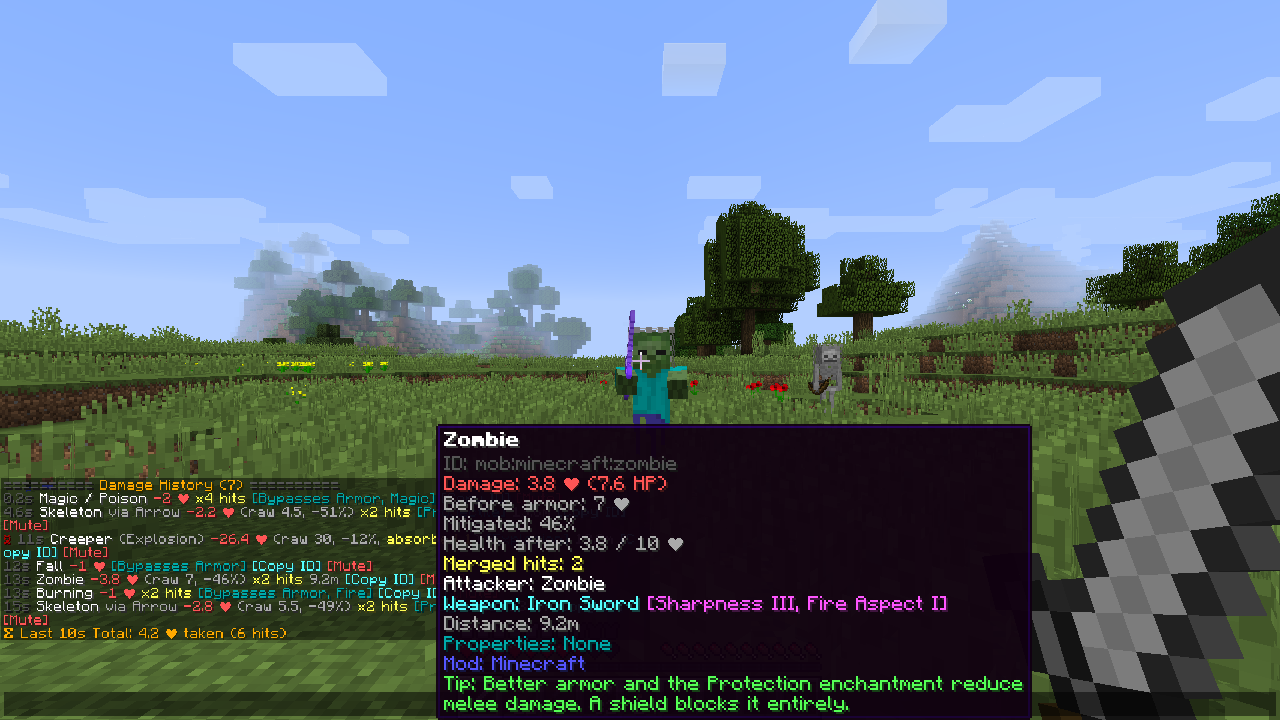 ========= Damage History (7) =========
0.2s Magic / Poison -2 ❤ x4 hits [Bypasses Armor, Magic]
4.6s Skeleton via Arrow -2.2 ❤ (raw 4.5, -51%) x2 hits
[Mute]
11s Creeper (Explosion) -26.4 ❤ (raw 30, -12%, absorb
opy ID] [Mute]
12s Fall -1 ❤ [Bypasses Armor] [Copy ID] [Mute]
13s Zombie -3.8 ❤ (raw 7, -46%) x2 hits 9.2m [Copy ID] [M
13s Burning -1 ❤ x2 hits [Bypasses Armor, Fire] [Copy I
15s Skeleton via Arrow -2.8 ❤ (raw 5.5, -49%) x2 hits
[Mute]
Σ Last 10s Total: 4.2 ❤ taken (6 hits)
Zombie
ID: mob:minecraft:zombie
Damage: 3.8 ❤ (7.6 HP)
Before armor: 7 ❤
Mitigated: 46%
Health after: 3.8 / 10 ❤
Merged hits: 2
Attacker: Zombie
Weapon: Iron Sword [Sharpness III, Fire Aspect I]
Distance: 9.2m
Properties: None
Mod: Minecraft
Tip: Better armor and the Protection enchantment reduce
melee damage. A shield blocks it entirely.